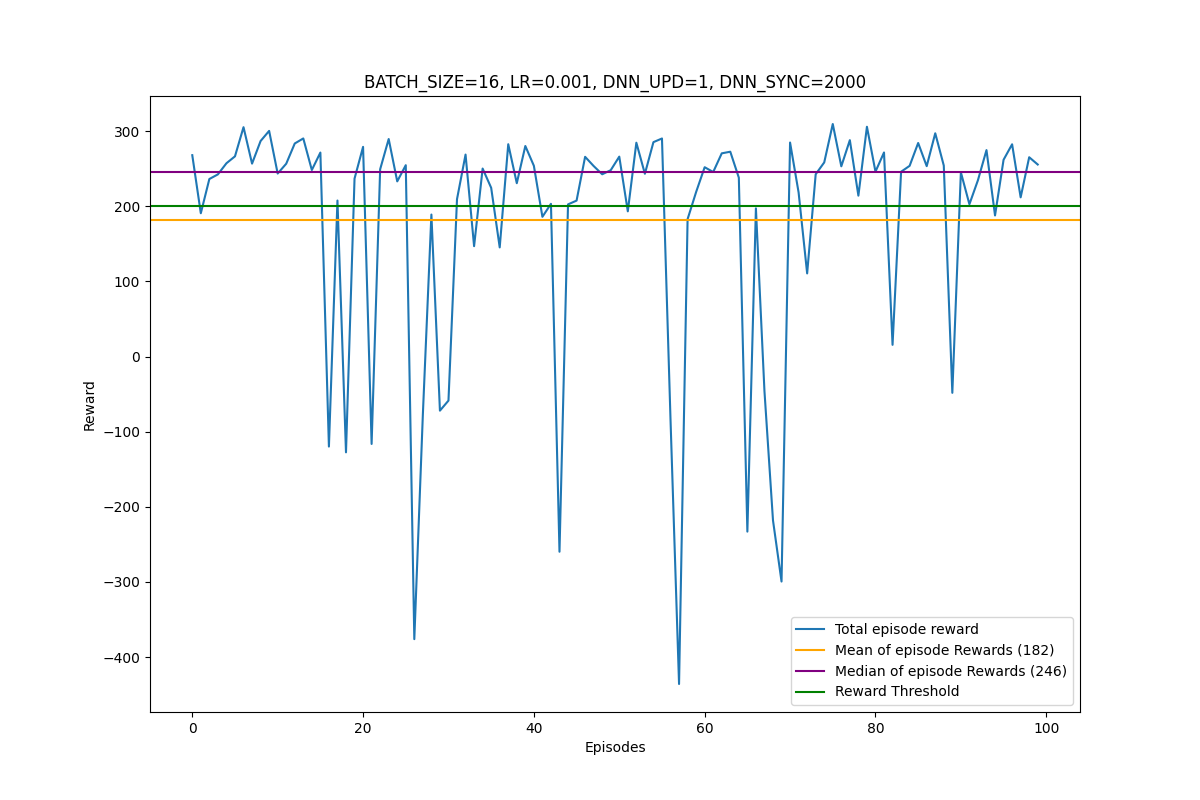 BATCH_SIZE=16, LR=0.001, DNN_UPD=1, DNN_SYNC=2000
300
200
100
0
−100
−200
−300
−400
Reward
0
20
40
60
80
100
Episodes
Total episode reward
Mean of episode Rewards (182)
Median of episode Rewards (246)
Reward Threshold